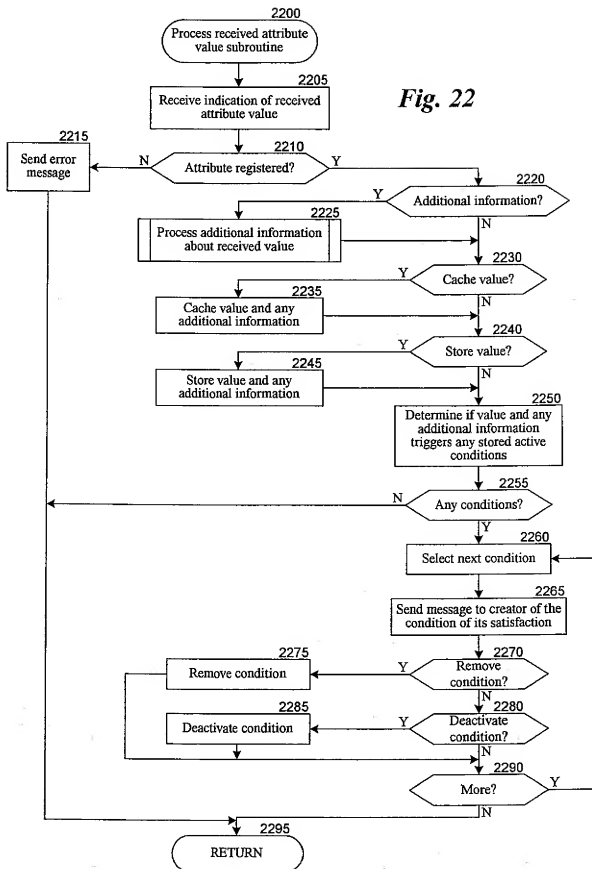 2200
Process received attribute
value subroutine
2205
Fig. 22
Receive indication of received
attribute value
2215
2210
Send error
message
N
Attribute registered?
Y
2220
Y
Additional information?
2225
N
Process additional information
about received value
2230
Y
Cache value?
2235
N
Cache value and any
additional information
2240
Y
Store value?
2245
N
Store value and any
additional information
2250
Determine if value and any
additional information
triggers any stored active
conditions
2255
N
Any conditions?
Y
2260
Select next condition
2265
Send message to creator of the
condition of its satisfaction
2275
2270
Remove condition
Y
Remove
condition?
2285
N
2280
Deactivate condition
Y
Deactivate
condition?
N
2290
More?
Y
N
2295
RETURN